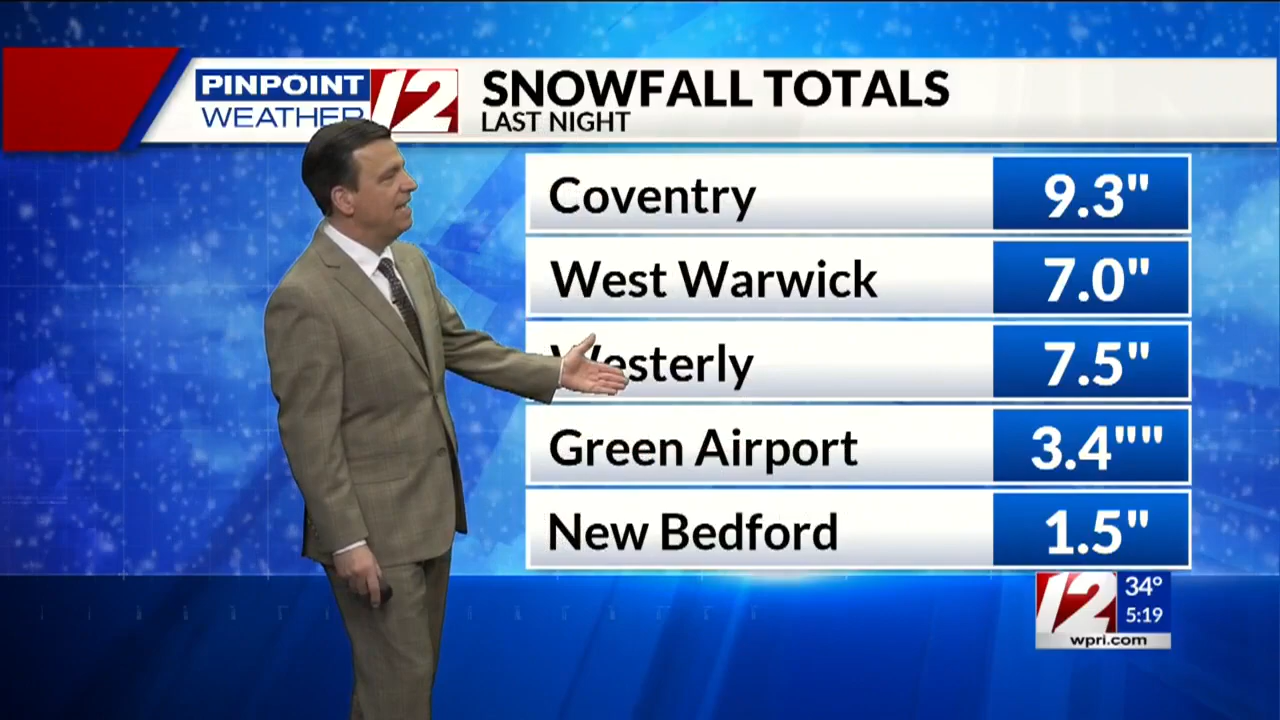 PINPOINT
WEATHER
12
SNOWFALL TOTALS
LAST NIGHT
Coventry 9.3"
West Warwick 7.0"
Westerly 7.5"
Green Airport 3.4""
New Bedford 1.5"
12
34°
5:19
wpri.com